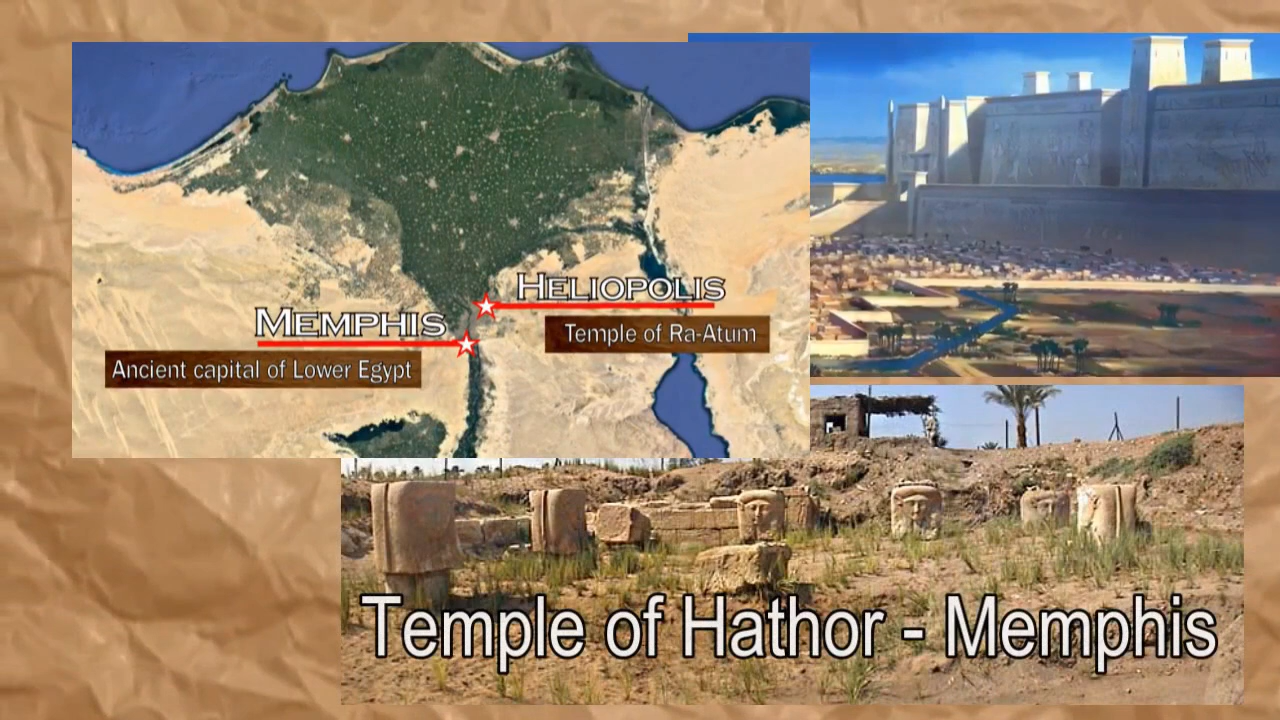 Heliopolis
Temple of Ra-Atum
Memphis
Ancient capital of Lower Egypt
Temple of Hathor - Memphis